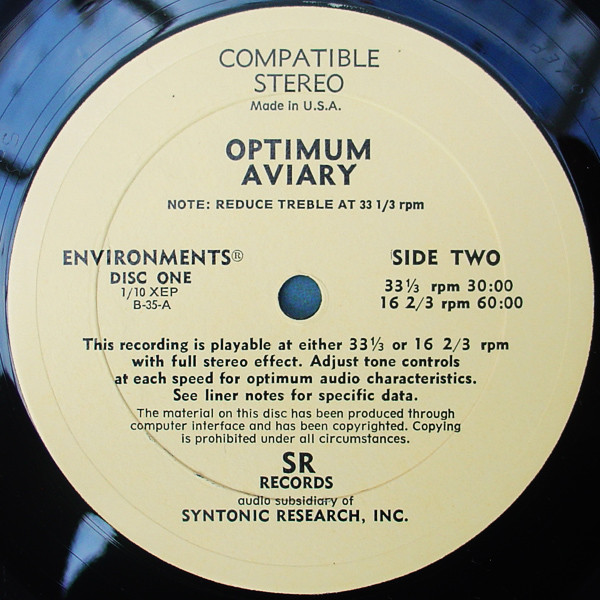 COMPATIBLE
STEREO
Made in U.S.A.
OPTIMUM
AVIARY
NOTE: REDUCE TREBLE AT 33 1/3 rpm
ENVIRONMENTS®
DISC ONE
1/10 XEP
B-35-A
SIDE TWO
33⅓ rpm 30:00
16 2/3 rpm 60:00
This recording is playable at either 33⅓ or 16 2/3 rpm
with full stereo effect. Adjust tone controls
at each speed for optimum audio characteristics.
See liner notes for specific data.
The material on this disc has been produced through
computer interface and has been copyrighted. Copying
is prohibited under all circumstances.
SR
RECORDS
audio subsidiary of
SYNTONIC RESEARCH, INC.